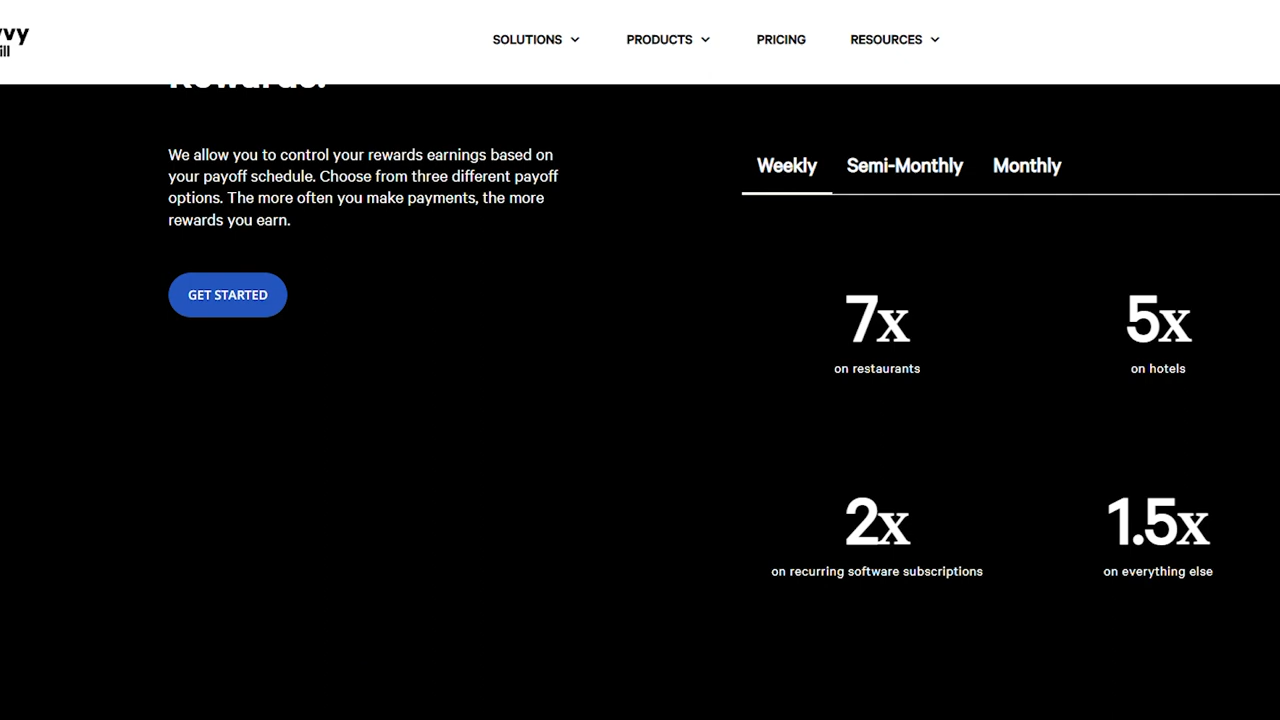 SOLUTIONS
PRODUCTS
PRICING
RESOURCES
We allow you to control your rewards earnings based on
your payoff schedule. Choose from three different payoff
options. The more often you make payments, the more
rewards you earn.
GET STARTED
Weekly
Semi-Monthly
Monthly
7x
on restaurants
5x
on hotels
2x
on recurring software subscriptions
1.5x
on everything else